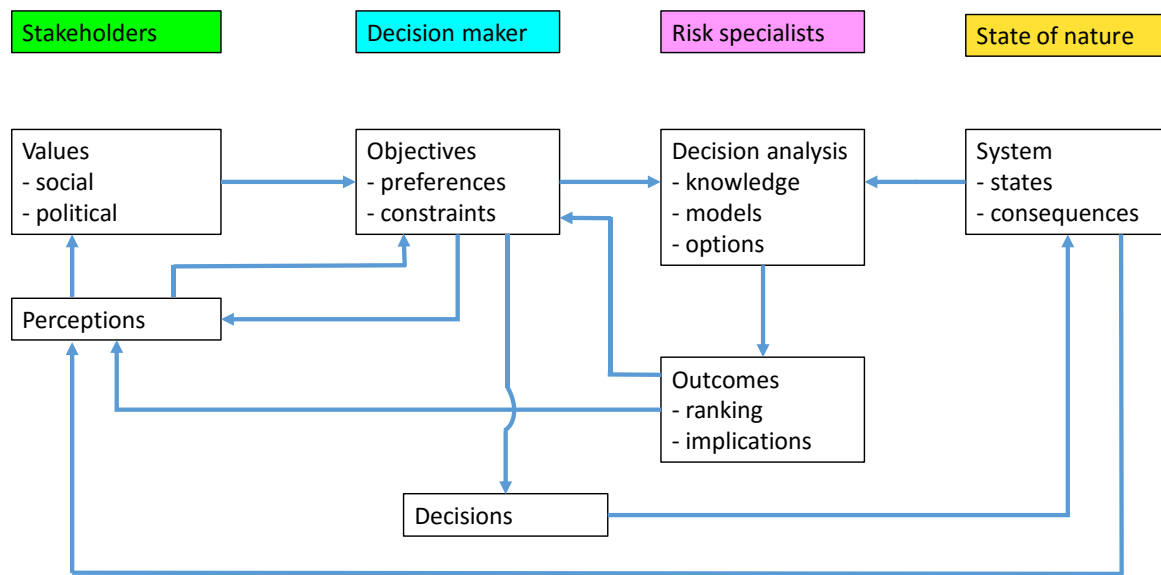 Stakeholders
Decision maker
Risk specialists
State of nature
Values
- social
- political
Objectives
- preferences
- constraints
Decision analysis
- knowledge
- models
- options
System
- states
- consequences
Perceptions
Outcomes
- ranking
- implications
Decisions